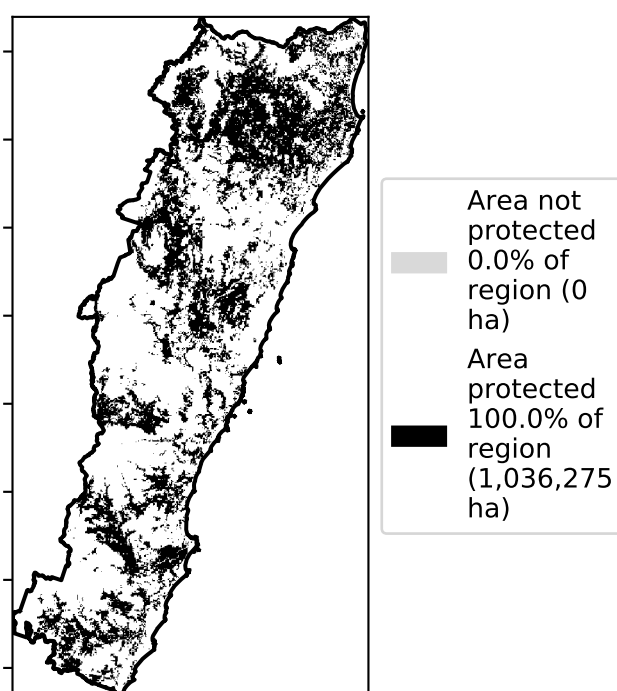 Area not
protected
0.0% of
region (0
ha)
Area
protected
100.0% of
region
(1,036,275
ha)